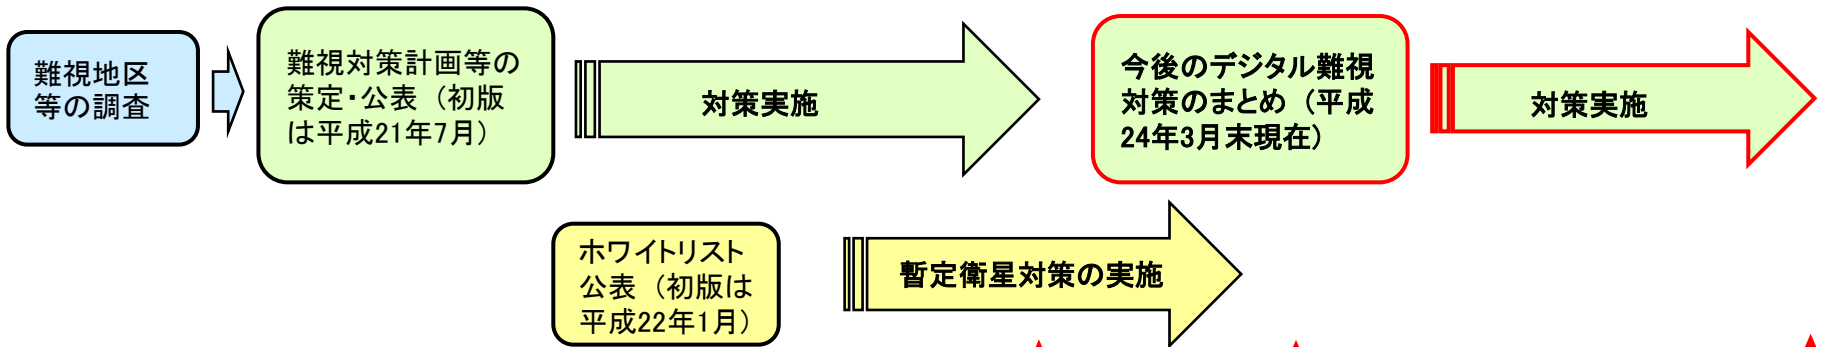 難視地区
等の調査
難視対策計画等の
策定・公表（初版
は平成21年7月）
対策実施
今後のデジタル難視
対策のまとめ（平成
24年3月末現在）
対策実施
ホワイトリスト
公表（初版は
平成22年1月）
暫定衛星対策の実施